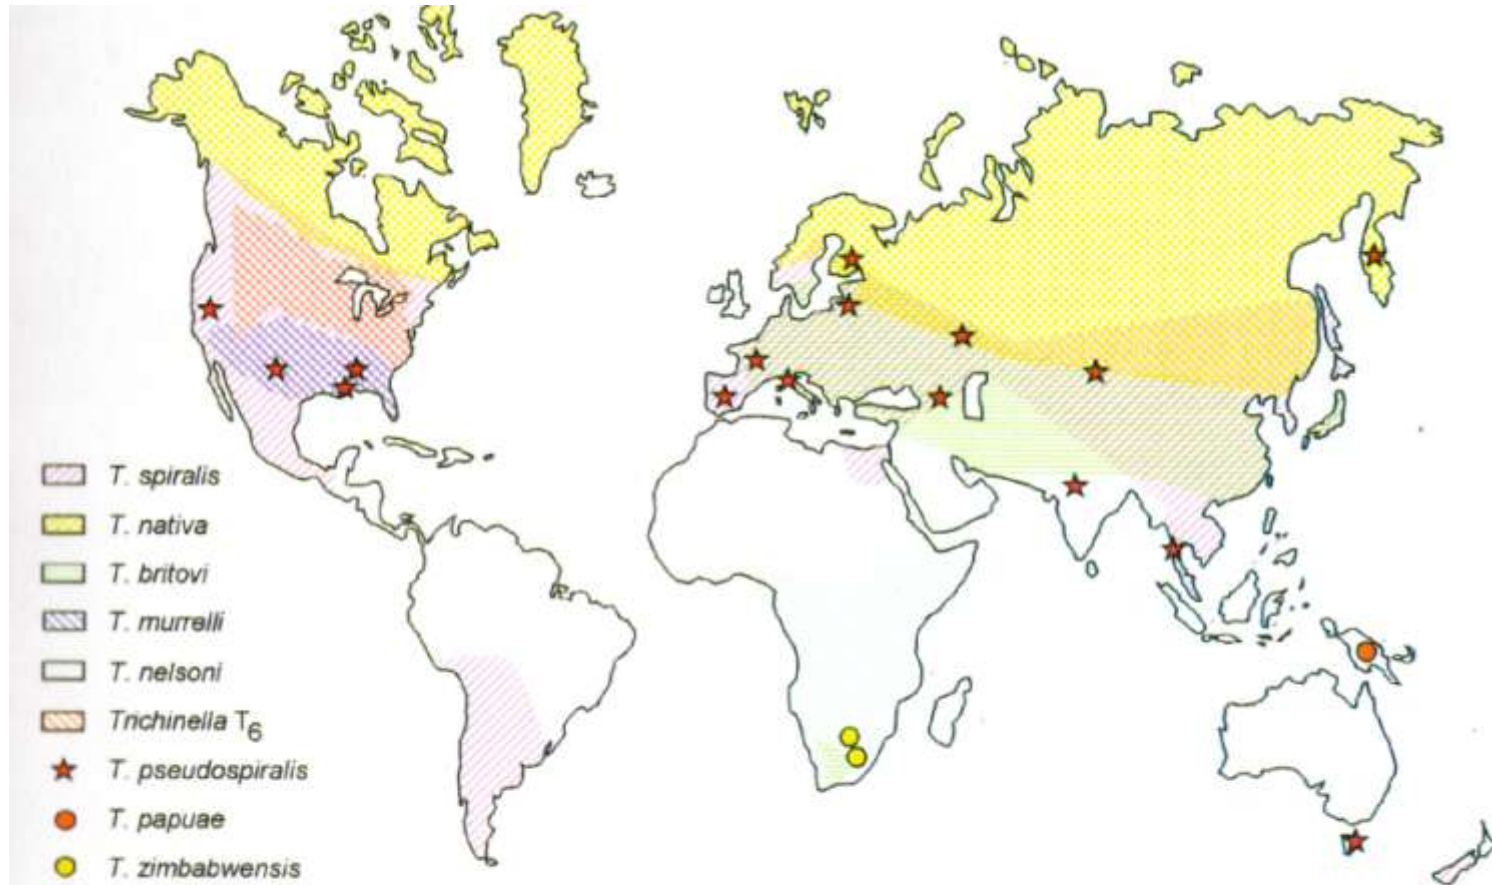 T. spiralis
T. nativa
T. britovi
T. murrelli
T. nelsoni
Trichinella T6
T. pseudospiralis
T. papuae
T. zimbabwensis